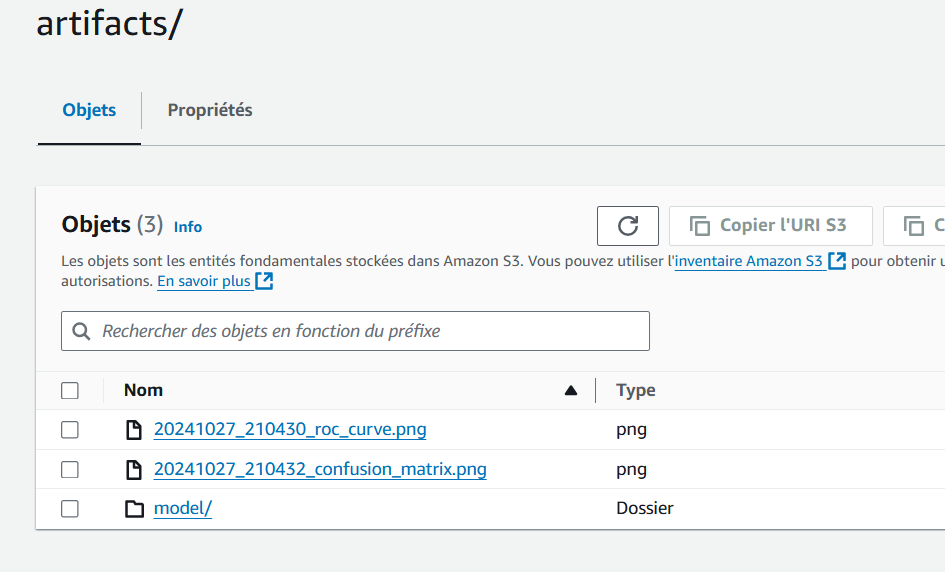 artifacts/
Objets
Propriétés
Objets (3) Info
Copier l'URI S3
C
Les objets sont les entités fondamentales stockées dans Amazon S3. Vous pouvez utiliser l'inventaire Amazon S3 pour obtenir
autorisations. En savoir plus
Rechercher des objets en fonction du préfixe
Nom
Type
20241027_210430_roc_curve.png
png
20241027_210432_confusion_matrix.png
png
model/
Dossier